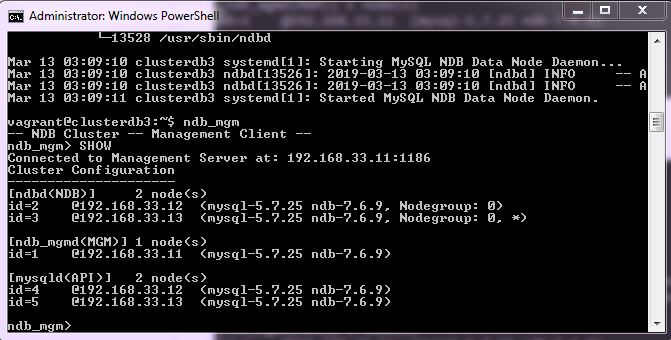 Administrator: Windows PowerShell
└─13528 /usr/sbin/ndbd
Mar 13 03:09:10 clusterdb3 systemd[1]: Starting MySQL NDB Data Node Daemon...
Mar 13 03:09:10 clusterdb3 ndbd[13526]: 2019-03-13 03:09:10 [ndbd] INFO     -- A
Mar 13 03:09:10 clusterdb3 ndbd[13526]: 2019-03-13 03:09:10 [ndbd] INFO     -- A
Mar 13 03:09:11 clusterdb3 systemd[1]: Started MySQL NDB Data Node Daemon.
vagrant@clusterdb3:~$ ndb_mgm
-- NDB Cluster -- Management Client --
ndb_mgm> SHOW
Connected to Management Server at: 192.168.33.11:1186
Cluster Configuration
---------------------
[ndbd(NDB)]     2 node(s)
id=2    @192.168.33.12  (mysql-5.7.25 ndb-7.6.9, Nodegroup: 0)
id=3    @192.168.33.13  (mysql-5.7.25 ndb-7.6.9, Nodegroup: 0, *)
[ndb_mgmd(MGM)] 1 node(s)
id=1    @192.168.33.11  (mysql-5.7.25 ndb-7.6.9)
[mysqld(API)]   2 node(s)
id=4    @192.168.33.12  (mysql-5.7.25 ndb-7.6.9)
id=5    @192.168.33.13  (mysql-5.7.25 ndb-7.6.9)
ndb_mgm>